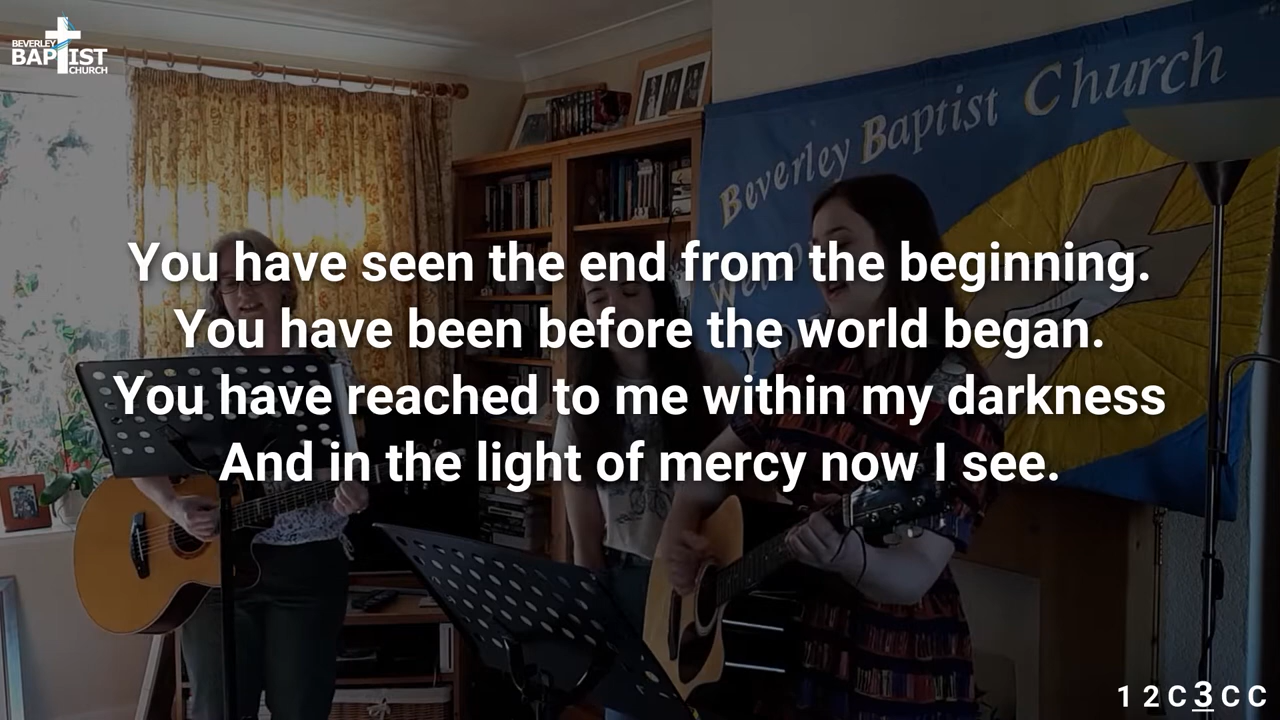 BEVERLEY
BAPTIST
CHURCH
Beverley Baptist Church
You have seen the end from the beginning.
You have been before the world began.
You have reached to me within my darkness
And in the light of mercy now I see.
1 2 C 3 C C